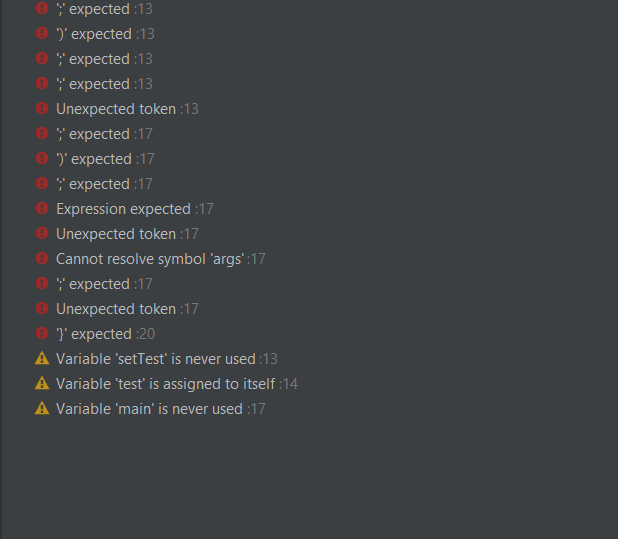 ';' expected :13
')' expected :13
';' expected :13
';' expected :13
Unexpected token :13
';' expected :17
')' expected :17
';' expected :17
Expression expected :17
Unexpected token :17
Cannot resolve symbol 'args' :17
';' expected :17
Unexpected token :17
'}' expected :20
Variable 'setTest' is never used :13
Variable 'test' is assigned to itself :14
Variable 'main' is never used :17